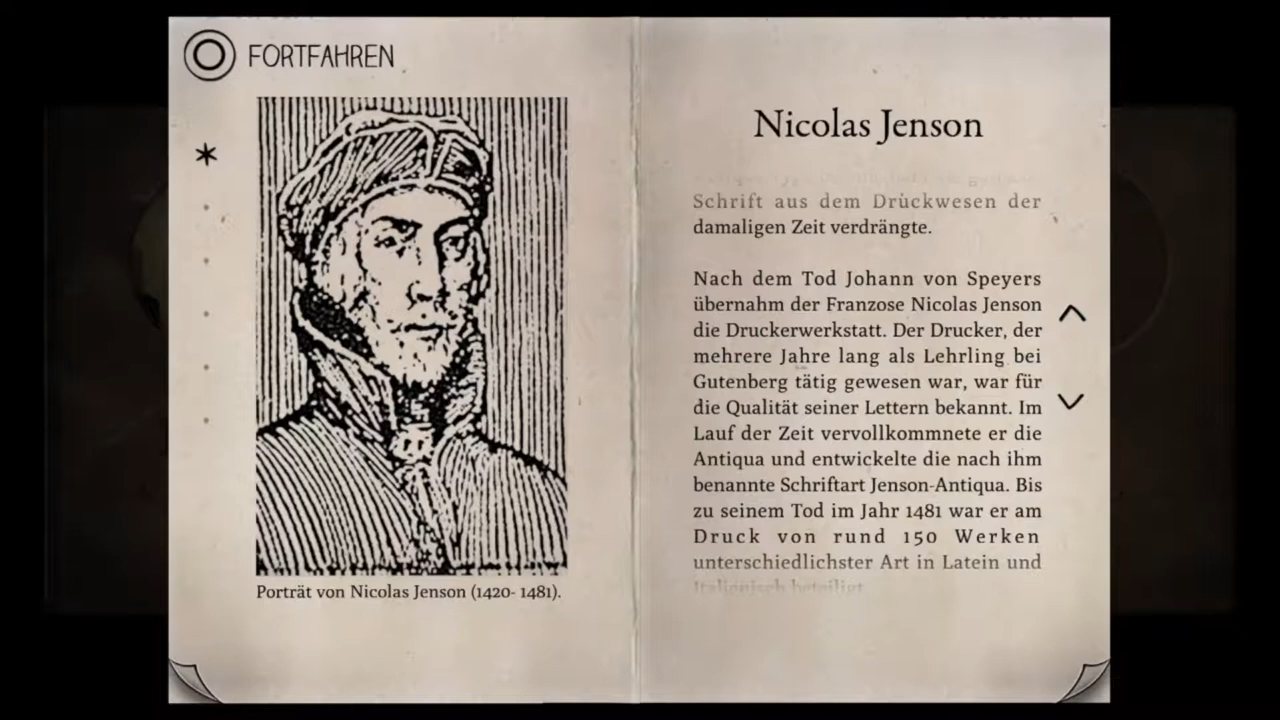 FORTFAHREN
Porträt von Nicolas Jenson (1420- 1481).
Nicolas Jenson
Schrift aus dem Drückwesen der
damaligen Zeit verdrängte.
Nach dem Tod Johann von Speyers
übernahm der Franzose Nicolas Jenson
die Druckerwerkstatt. Der Drucker, der
mehrere Jahre lang als Lehrling bei
Gutenberg tätig gewesen war, war für
die Qualität seiner Lettern bekannt. Im
Lauf der Zeit vervollkommnete er die
Antiqua und entwickelte die nach ihm
benannte Schriftart Jenson-Antiqua. Bis
zu seinem Tod im Jahr 1481 war er am
Druck von rund 150 Werken
unterschiedlichster Art in Latein und
Italienisch beteiligt